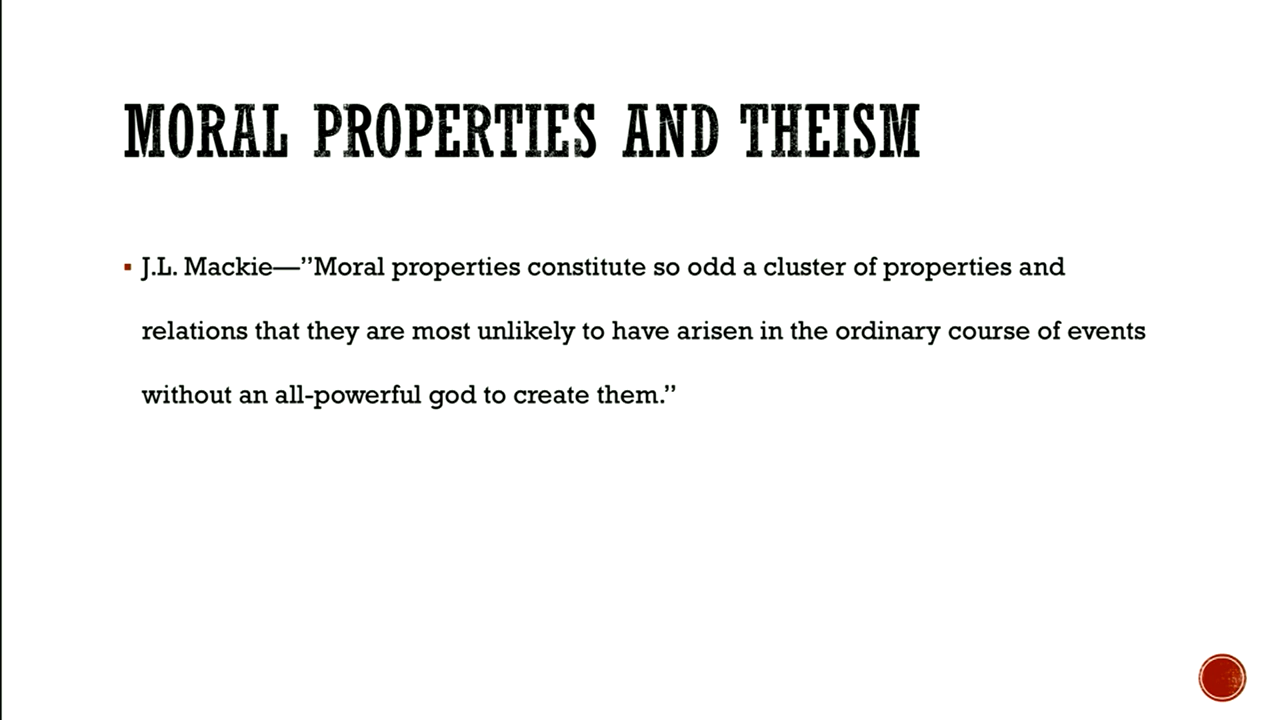 MORAL PROPERTIES AND THEISM
▪ J.L. Mackie—”Moral properties constitute so odd a cluster of properties and
relations that they are most unlikely to have arisen in the ordinary course of events
without an all-powerful god to create them.”